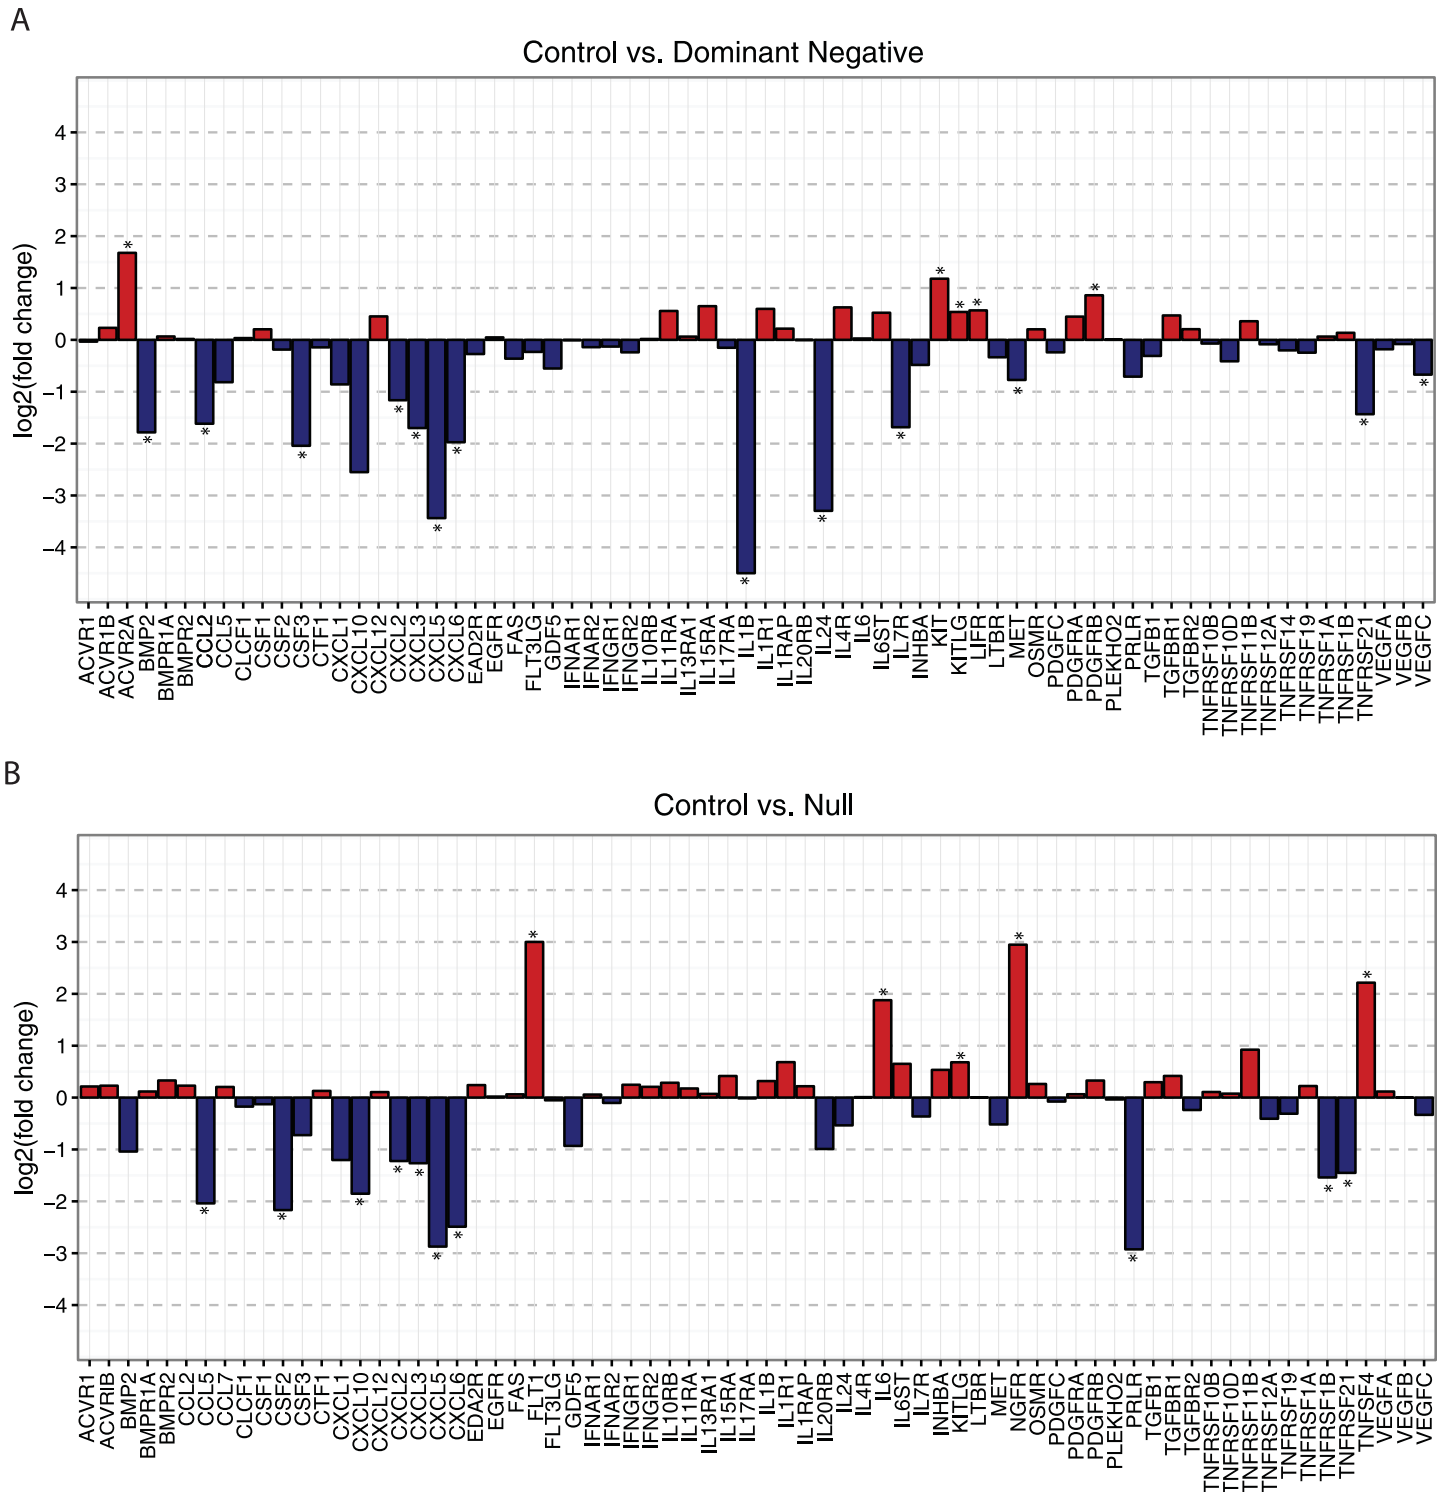 A
Control vs. Dominant Negative
log2(fold change)
4
3
2
1
0
−1
−2
−3
−4
* * * * * * * * * * * * * * * * * * *
ACVR1 ACVR1B ACVR2A BMP2 BMPR1A BMPR2 CCL2 CCL5 CLCF1 CSF1 CSF2 CSF3 CTF1 CXCL1 CXCL10 CXCL12 CXCL2 CXCL3 CXCL5 CXCL6 EAD2R EGFR FAS FLT3LG GDF5 IFNAR1 IFNAR2 IFNGR1 IFNGR2 IL10RB IL11RA IL13RA1 IL15RA IL17RA IL1B IL1R1 IL1RAP IL20RB IL24 IL4R IL6 IL6ST IL7R INHBA KIT KITLG LIFR LTBR MET OSMR PDGFC PDGFRA PDGFRB PLEKHO2 PRLR TGFB1 TGFBR1 TGFBR2 TNFRSF10B TNFRSF10D TNFRSF11B TNFRSF12A TNFRSF14 TNFRSF19 TNFRSF1A TNFRSF1B TNFRSF21 VEGFA VEGFB VEGFC
B
Control vs. Null
log2(fold change)
4
3
2
1
0
−1
−2
−3
−4
* * * * * * * * * * * * * * *
ACVR1 ACVRIB BMP2 BMPR1A BMPR2 CCL2 CCL5 CCL7 CLCF1 CSF1 CSF2 CSF3 CTF1 CXCL1 CXCL10 CXCL12 CXCL2 CXCL3 CXCL5 CXCL6 EDA2R EGFR FAS FLT1 FLT3LG GDF5 IFNAR1 IFNAR2 IFNGR1 IFNGR2 IL10RB IL11RA IL13RA1 IL15RA IL17RA IL1B IL1R1 IL1RAP IL20RB IL24 IL4R IL6 IL6ST IL7R INHBA KITLG LTBR MET NGFR OSMR PDGFC PDGFRA PDGFRB PLEKHO2 PRLR TGFB1 TGFBR1 TGFBR2 TNFRSF10B TNFRSF10D TNFRSF11B TNFRSF12A TNFRSF19 TNFRSF1A TNFRSF1B TNFRSF21 TNFSF4 VEGFA VEGFB VEGFC